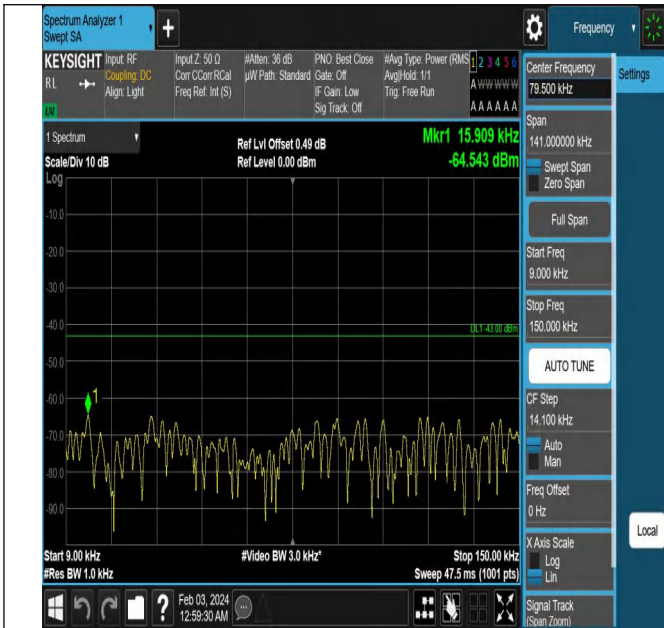 Spectrum Analyzer 1
Swept SA
+
Frequency
KEYSIGHT
RL
LXI
Input: RF
Coupling: DC
Align: Light
Input Z: 50 Ω
Corr CCorr RCal
Freq Ref: Int (S)
#Atten: 36 dB
µW Path: Standard
PNO: Best Close
Gate: Off
IF Gain: Low
Sig Track: Off
#Avg Type: Power (RMS
Avg|Hold: 1/1
Trig: Free Run
1 2 3 4 5 6
A W W W W W
A A A A A A
1 Spectrum
Scale/Div 10 dB
Log
Ref Lvl Offset 0.49 dB
Ref Level 0.00 dBm
Mkr1 15.909 kHz
-64.543 dBm
-10.0
-20.0
-30.0
-40.0
-50.0
-60.0
-70.0
-80.0
-90.0
DL1 -43.00 dBm
1
Start 9.00 kHz
#Res BW 1.0 kHz
#Video BW 3.0 kHz*
Stop 150.00 kHz
Sweep 47.5 ms (1001 pts)
Center Frequency
79.500 kHz
Settings
Span
141.000000 kHz
Swept Span
Zero Span
Full Span
Start Freq
9.000 kHz
Stop Freq
150.000 kHz
AUTO TUNE
CF Step
14.100 kHz
Auto
Man
Freq Offset
0 Hz
X Axis Scale
Log
Lin
Local
Signal Track
(Span Zoom)
?
Feb 03, 2024
12:59:30 AM